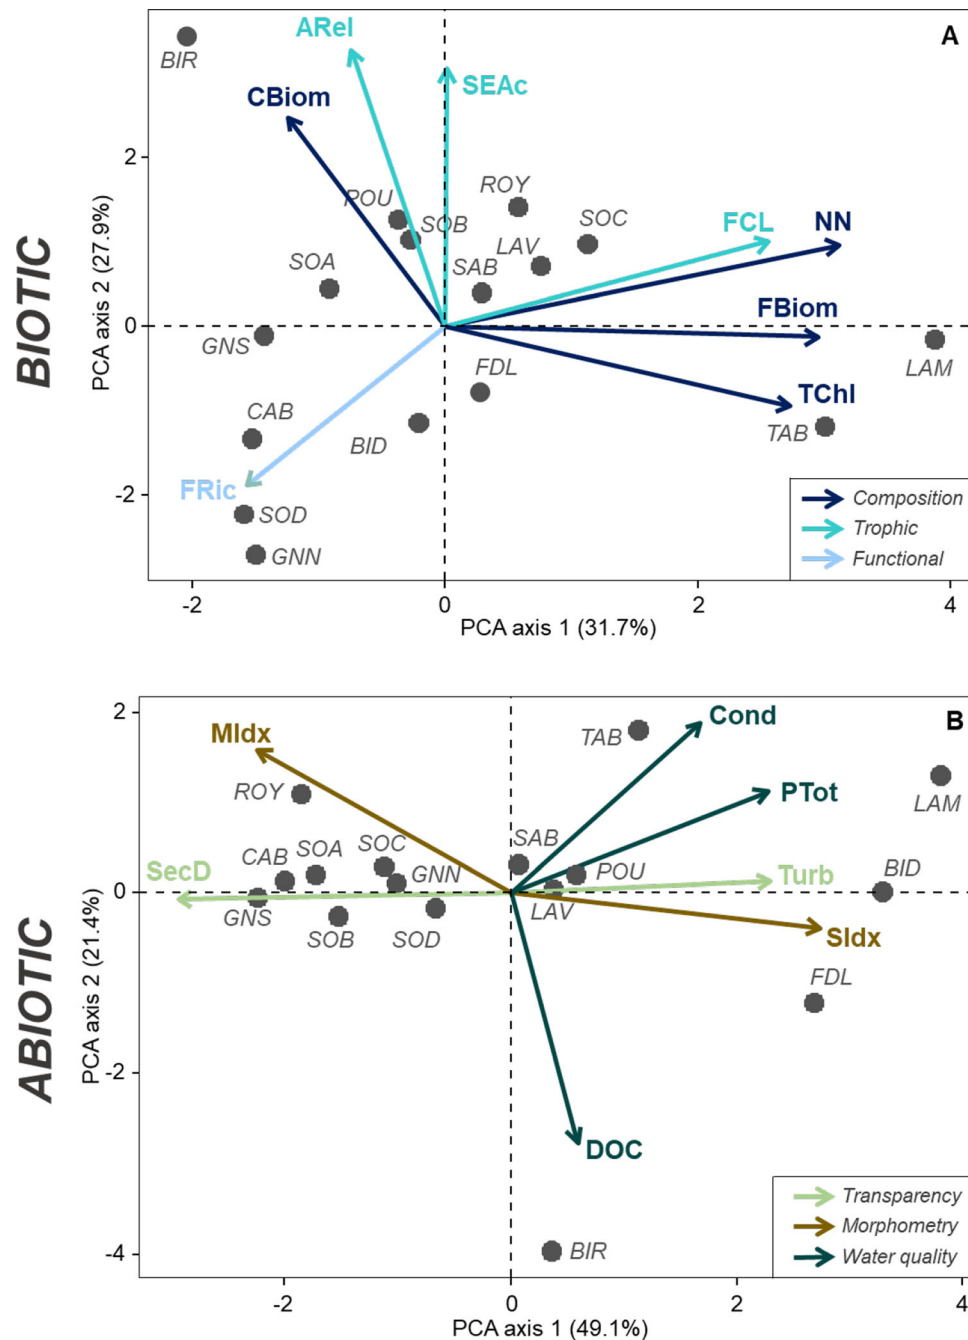 A
BIOTIC
PCA axis 2 (27.9%)
2
0
-2
ARel
BIR
SEAc
CBiom
POU
ROY
SOB
SOC
FCL
NN
LAV
SOA
SAB
FBiom
GNS
FDL
LAM
TChl
CAB
BID
TAB
FRic
SOD
GNN
Composition
Trophic
Functional
-2
0
2
4
PCA axis 1 (31.7%)
B
ABIOTIC
PCA axis 2 (21.4%)
2
0
-2
-4
MIdx
Cond
TAB
ROY
PTot
LAM
SOC
SAB
SOA
CAB
SecD
GNN
POU
Turb
BID
GNS
LAV
SOB
SOD
SIdx
FDL
DOC
BIR
Transparency
Morphometry
Water quality
-2
0
2
4
PCA axis 1 (49.1%)